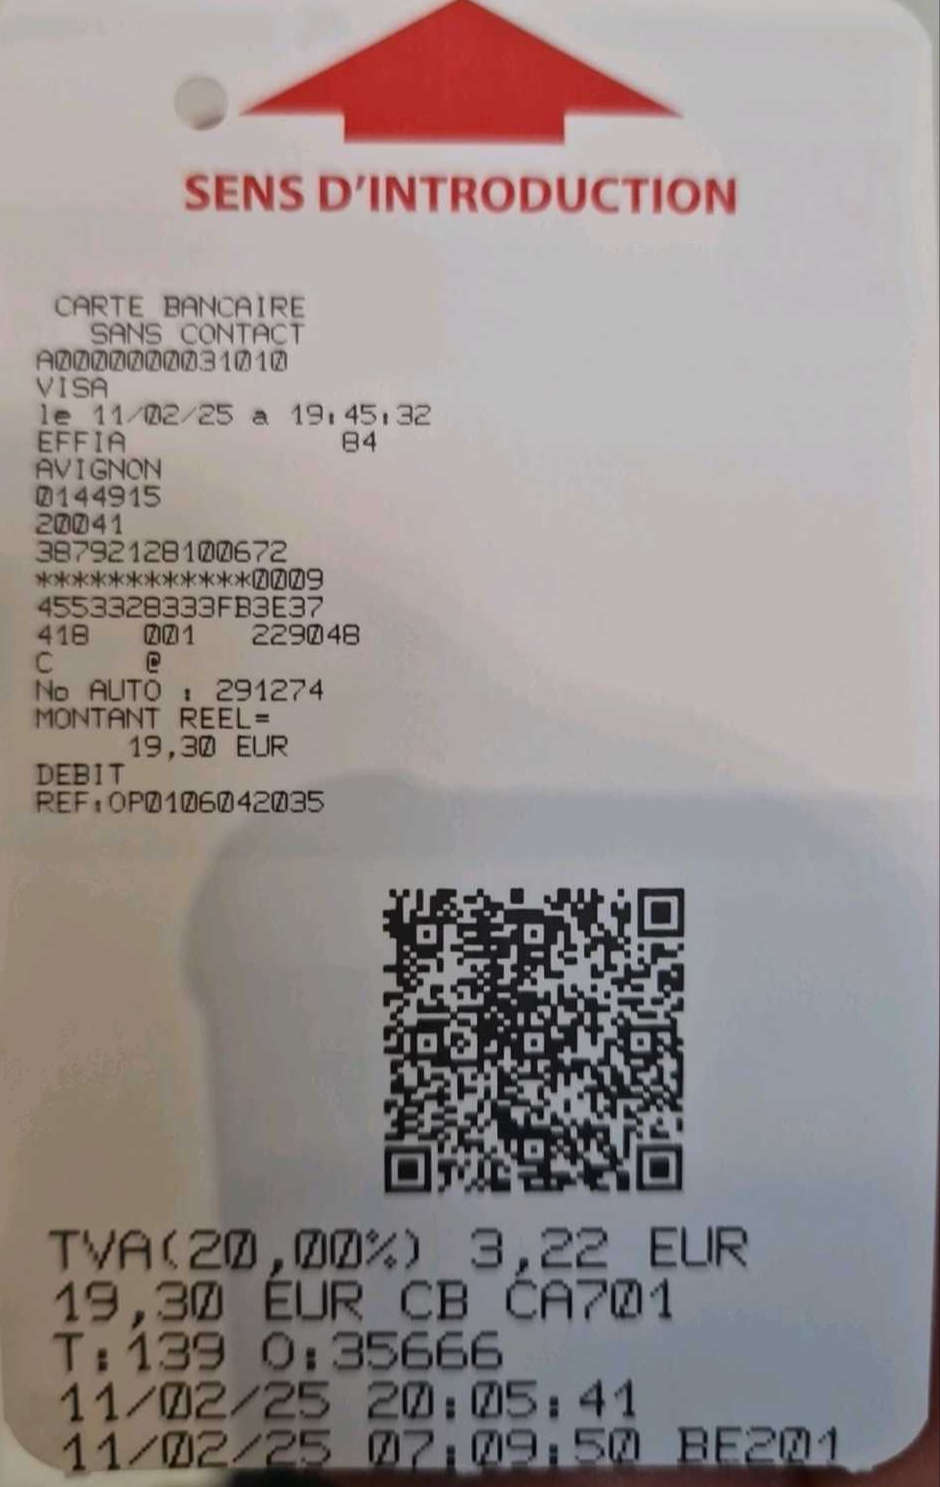 SENS D'INTRODUCTION
CARTE BANCAIRE
SANS CONTACT
A0000000031010
VISA
le 11/02/25 a 19:45:32
EFFIA 84
AVIGNON
0144915
20041
38792128100672
************0009
4553328333FB3E37
418 001 229048
C @
No AUTO : 291274
MONTANT REEL=
19,30 EUR
DEBIT
REF:OP0106042035
TVA(20,00%) 3,22 EUR
19,30 EUR CB CA701
T:139 O:35666
11/02/25 20:05:41
11/02/25 07:09:50 BE201